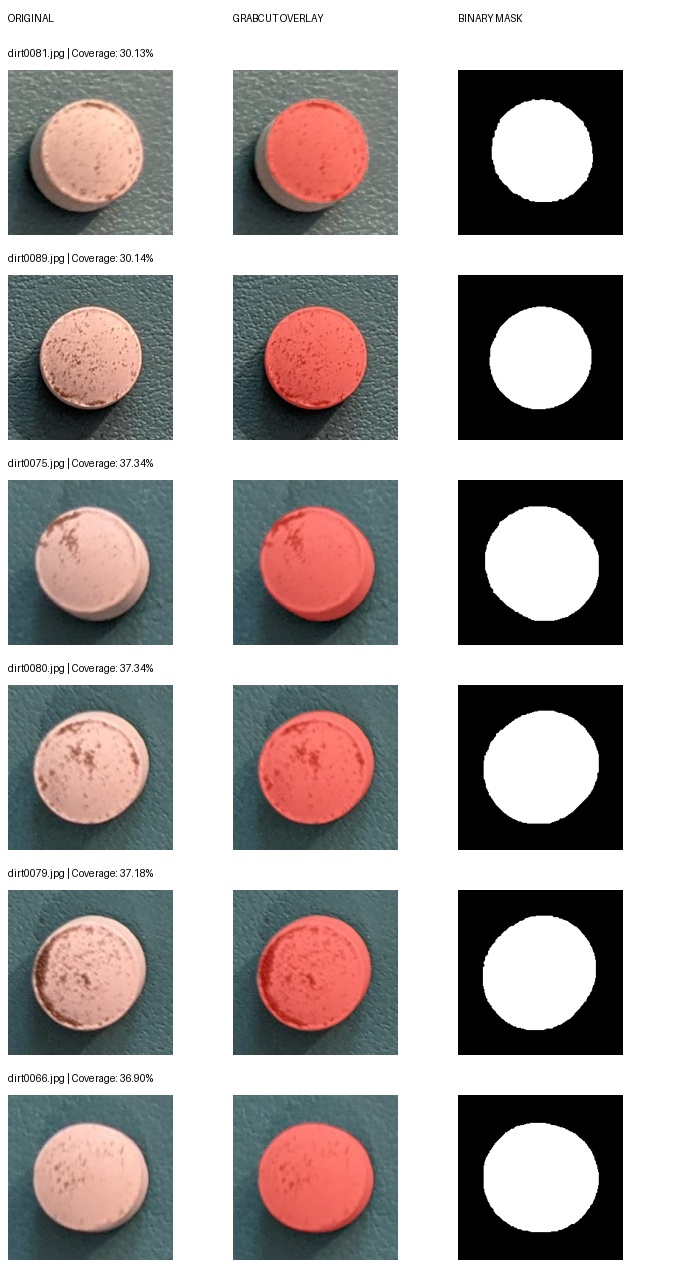 ORIGINAL GRABCUT OVERLAY BINARY MASK
dirt0081.jpg | Coverage: 30.13%
dirt0089.jpg | Coverage: 30.14%
dirt0075.jpg | Coverage: 37.34%
dirt0080.jpg | Coverage: 37.34%
dirt0079.jpg | Coverage: 37.18%
dirt0066.jpg | Coverage: 36.90%